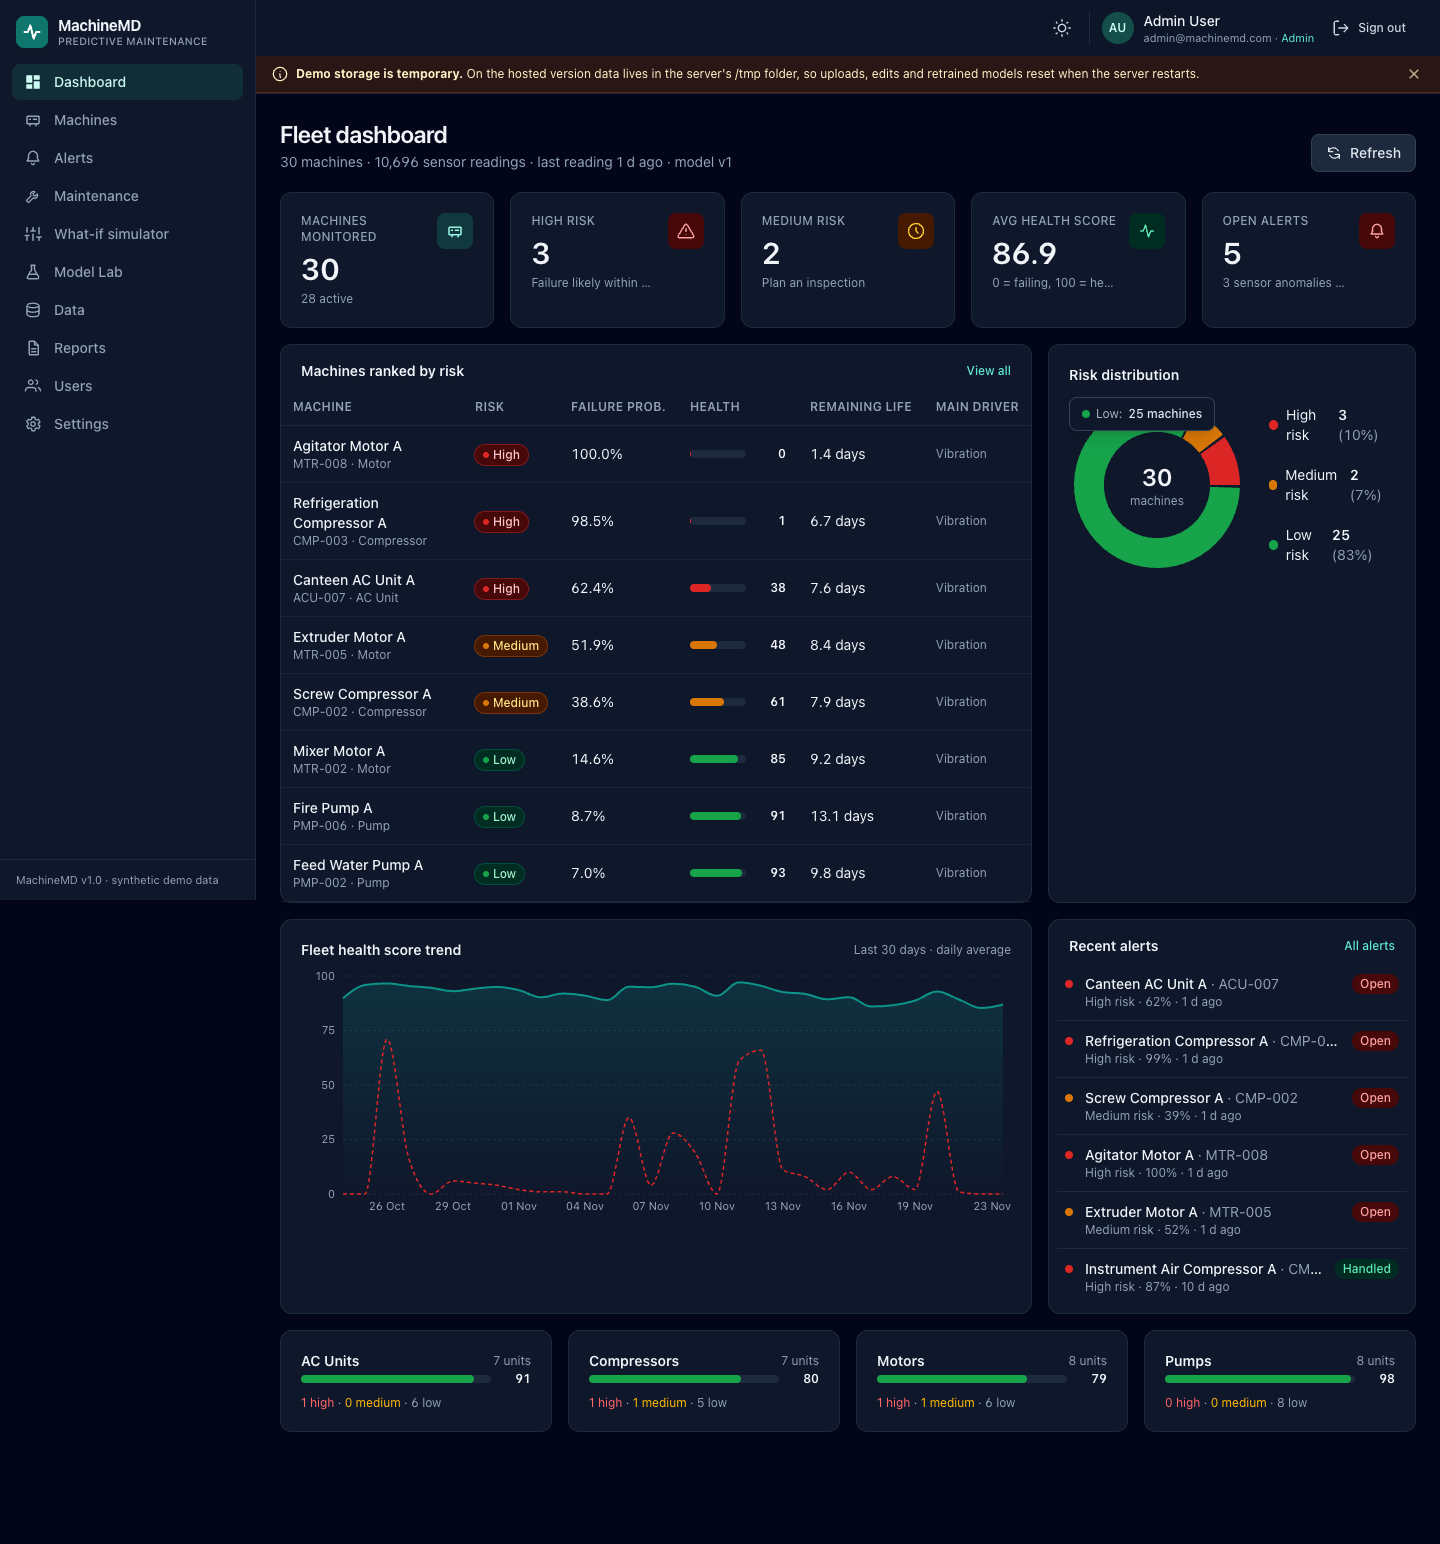 MachineMD
PREDICTIVE MAINTENANCE
Dashboard
Machines
Alerts
Maintenance
What-if simulator
Model Lab
Data
Reports
Users
Settings
MachineMD v1.0 · synthetic demo data
AU
Admin User
admin@machinemd.com · Admin
Sign out
Demo storage is temporary. On the hosted version data lives in the server's /tmp folder, so uploads, edits and retrained models reset when the server restarts.
Fleet dashboard
30 machines · 10,696 sensor readings · last reading 1 d ago · model v1
Refresh
MACHINES
MONITORED
30
28 active
HIGH RISK
3
Failure likely within ...
MEDIUM RISK
2
Plan an inspection
AVG HEALTH SCORE
86.9
0 = failing, 100 = he...
OPEN ALERTS
5
3 sensor anomalies ...
Machines ranked by risk
View all
MACHINE RISK FAILURE PROB. HEALTH REMAINING LIFE MAIN DRIVER
Agitator Motor A
MTR-008 · Motor
High 100.0% 0 1.4 days Vibration
Refrigeration
Compressor A
CMP-003 · Compressor
High 98.5% 1 6.7 days Vibration
Canteen AC Unit A
ACU-007 · AC Unit
High 62.4% 38 7.6 days Vibration
Extruder Motor A
MTR-005 · Motor
Medium 51.9% 48 8.4 days Vibration
Screw Compressor A
CMP-002 · Compressor
Medium 38.6% 61 7.9 days Vibration
Mixer Motor A
MTR-002 · Motor
Low 14.6% 85 9.2 days Vibration
Fire Pump A
PMP-006 · Pump
Low 8.7% 91 13.1 days Vibration
Feed Water Pump A
PMP-002 · Pump
Low 7.0% 93 9.8 days Vibration
Risk distribution
Low: 25 machines
30
machines
High risk 3 (10%)
Medium risk 2 (7%)
Low risk 25 (83%)
Fleet health score trend
Last 30 days · daily average
100
75
50
25
0
26 Oct 29 Oct 01 Nov 04 Nov 07 Nov 10 Nov 13 Nov 16 Nov 19 Nov 23 Nov
Recent alerts
All alerts
Canteen AC Unit A · ACU-007 Open
High risk · 62% · 1 d ago
Refrigeration Compressor A · CMP-0... Open
High risk · 99% · 1 d ago
Screw Compressor A · CMP-002 Open
Medium risk · 39% · 1 d ago
Agitator Motor A · MTR-008 Open
High risk · 100% · 1 d ago
Extruder Motor A · MTR-005 Open
Medium risk · 52% · 1 d ago
Instrument Air Compressor A · CM... Handled
High risk · 87% · 10 d ago
AC Units 7 units
91
1 high · 0 medium · 6 low
Compressors 7 units
80
1 high · 1 medium · 5 low
Motors 8 units
79
1 high · 1 medium · 6 low
Pumps 8 units
98
0 high · 0 medium · 8 low